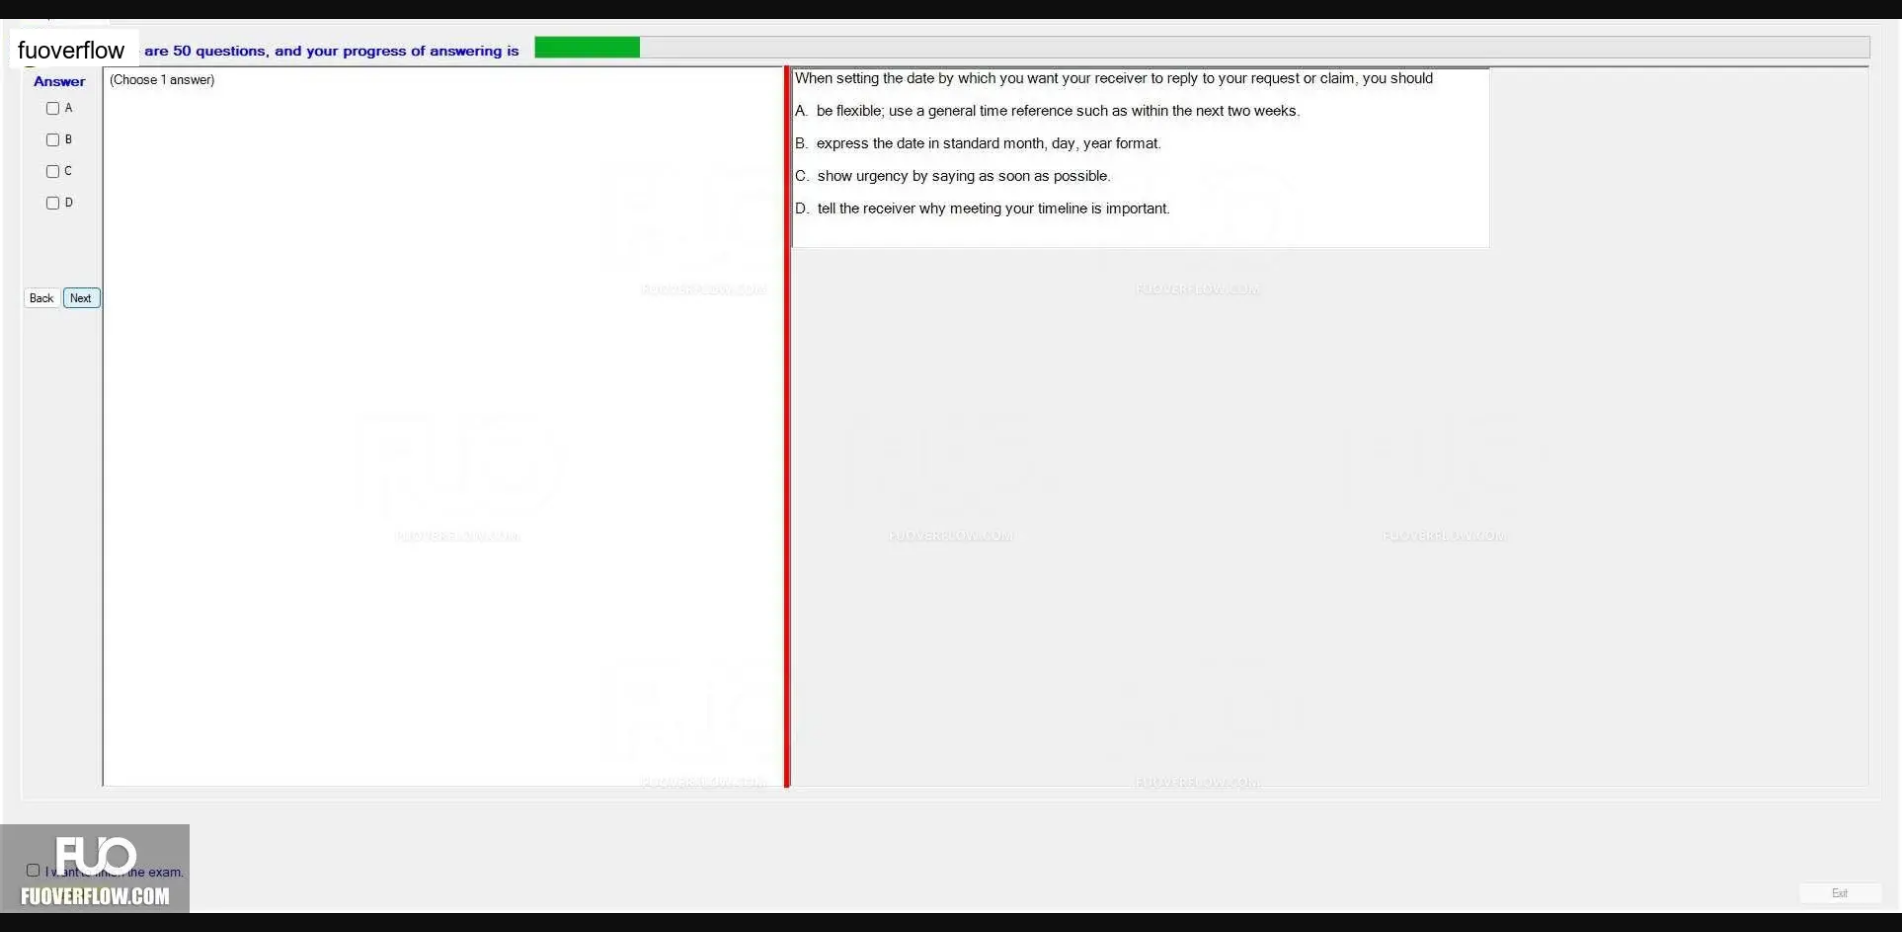 fuoverflow are 50 questions, and your progress of answering is
Answer
(Choose 1 answer)
A
B
C
D
Back Next
When setting the date by which you want your receiver to reply to your request or claim, you should
A. be flexible; use a general time reference such as within the next two weeks.
B. express the date in standard month, day, year format.
C. show urgency by saying as soon as possible.
D. tell the receiver why meeting your timeline is important.
FUOVERFLOW.COM FUOVERFLOW.COM
FUOVERFLOW.COM FUOVERFLOW.COM FUOVERFLOW.COM
FUOVERFLOW.COM FUOVERFLOW.COM
FUO
I want the exam.
FUOVERFLOW.COM
Exit